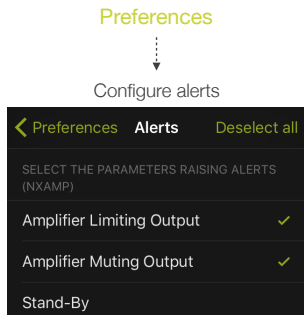 Preferences
Configure alerts
Preferences Alerts Deselect all
SELECT THE PARAMETERS RAISING ALERTS
(NXAMP)
Amplifier Limiting Output
Amplifier Muting Output
Stand-By